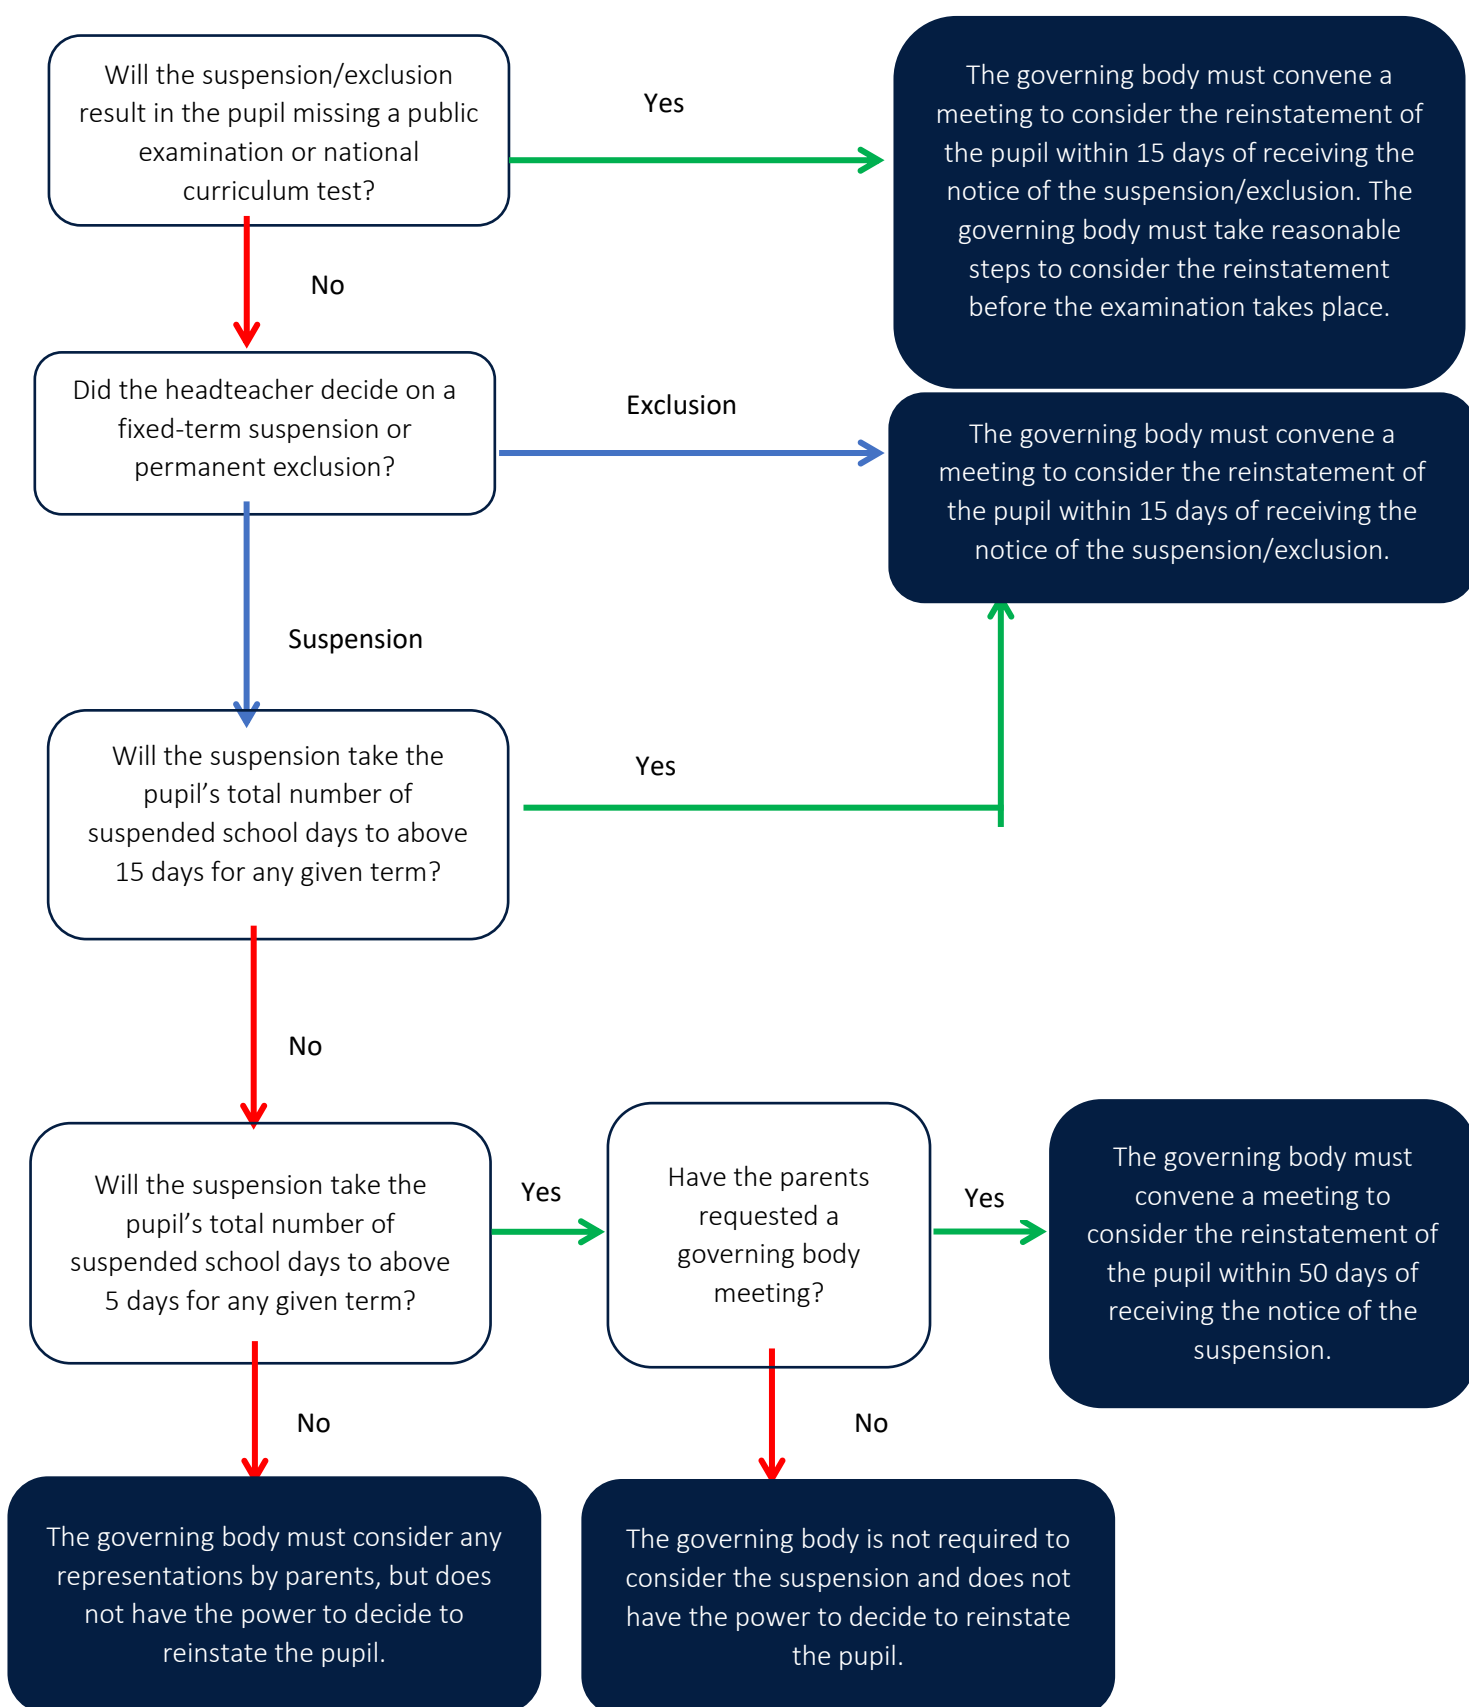 Will the suspension/exclusion
result in the pupil missing a public
examination or national
curriculum test?
Yes
The governing body must convene a
meeting to consider the reinstatement of
the pupil within 15 days of receiving the
notice of the suspension/exclusion. The
governing body must take reasonable
steps to consider the reinstatement
before the examination takes place.
No
Did the headteacher decide on a
fixed-term suspension or
permanent exclusion?
Exclusion
The governing body must convene a
meeting to consider the reinstatement of
the pupil within 15 days of receiving the
notice of the suspension/exclusion.
Suspension
Will the suspension take the
pupil’s total number of
suspended school days to above
15 days for any given term?
Yes
No
Will the suspension take the
pupil’s total number of
suspended school days to above
5 days for any given term?
Yes
Have the parents
requested a
governing body
meeting?
Yes
The governing body must
convene a meeting to
consider the reinstatement of
the pupil within 50 days of
receiving the notice of the
suspension.
No
No
The governing body must consider any
representations by parents, but does
not have the power to decide to
reinstate the pupil.
The governing body is not required to
consider the suspension and does not
have the power to decide to reinstate
the pupil.